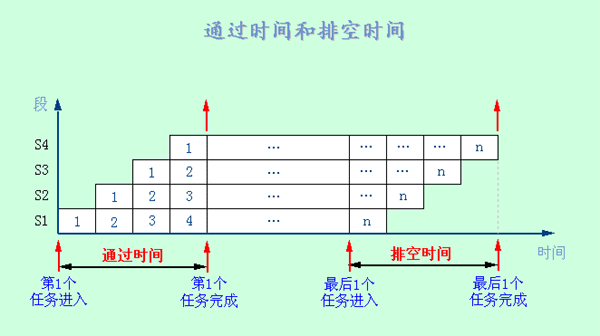 通过时间和排空时间
段
S4 1 … … … … n
S3 1 2 … … … n
S2 1 2 3 … … n
S1 1 2 3 4 … n
时间
通过时间
排空时间
第1个
任务进入
第1个
任务完成
最后1个
任务进入
最后1个
任务完成